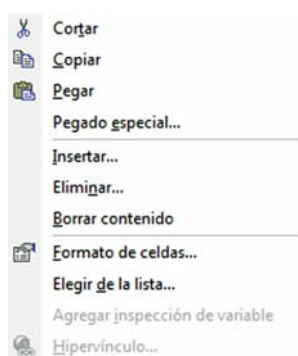 Cortar
Copiar
Pegar
Pegado especial...
Insertar...
Eliminar...
Borrar contenido
Formato de celdas...
Elegir de la lista...
Agregar inspección de variable
Hipervínculo...